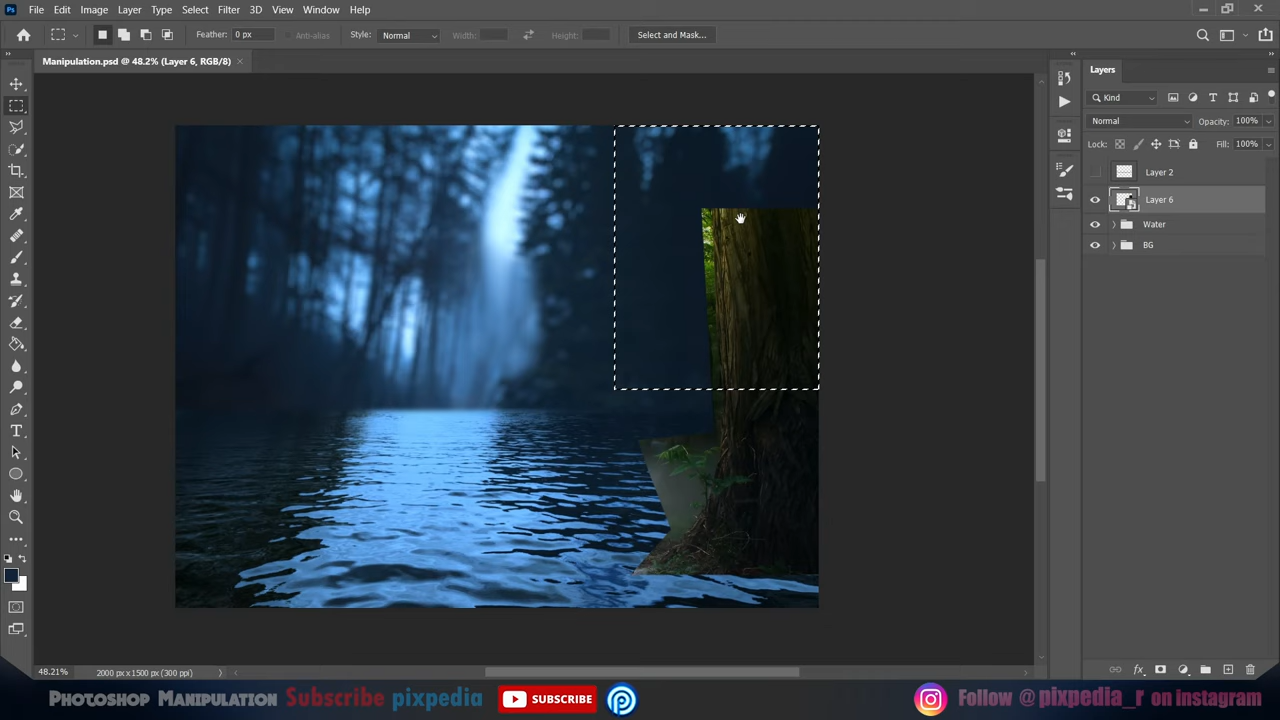 Ps File Edit Image Layer Type Select Filter 3D View Window Help
Feather: 0 px Anti-alias Style: Normal Width: Height: Select and Mask...
Manipulation.psd @ 48.2% (Layer 6, RGB/8) ×
Layers
Kind
Normal Opacity: 100%
Lock: Fill: 100%
Layer 2
Layer 6
Water
BG
48.21% 2000 px x 1500 px (300 ppi)
Photoshop Manipulation Subscribe pixpedia SUBSCRIBE Follow @pixpedia_r on instagram